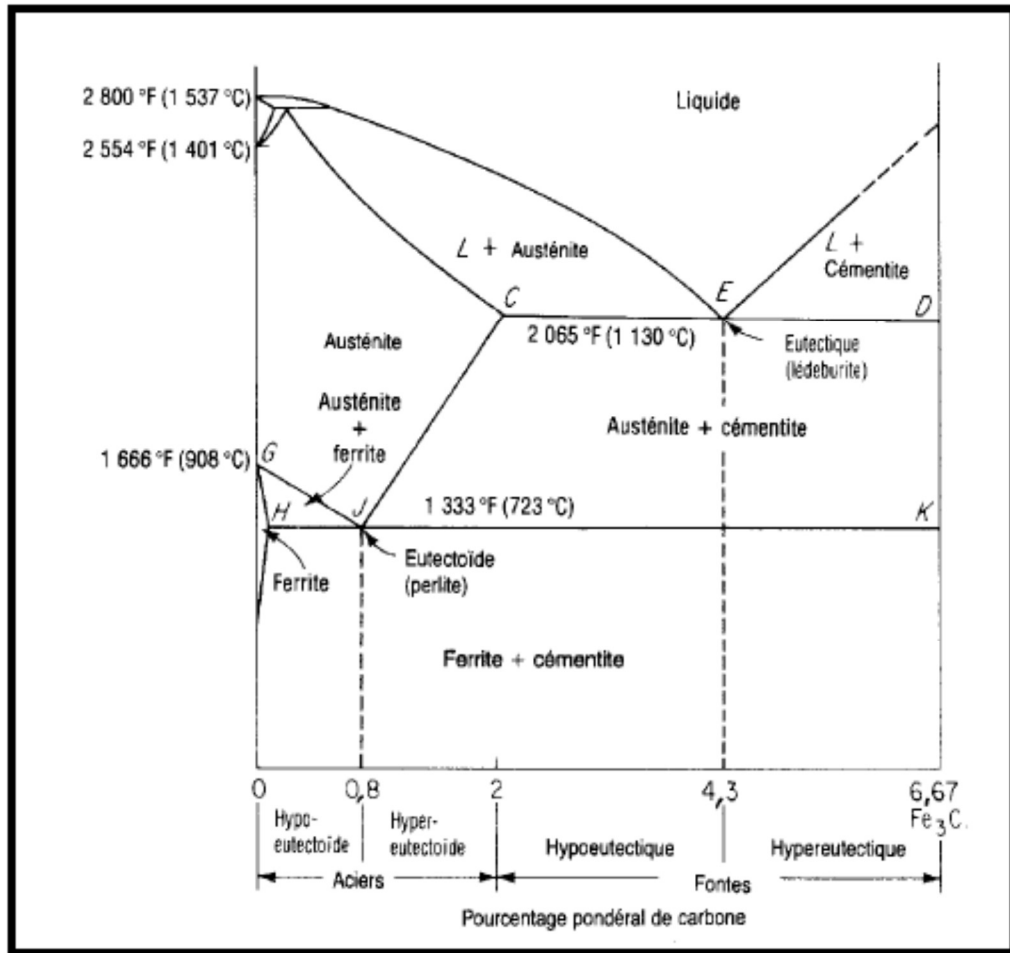 2 800 °F (1 537 °C)
Liquide
2 554 °F (1 401 °C)
L + Austénite
L +
Cémentite
C
E
D
2 065 °F (1 130 °C)
Eutectique
(lédeburite)
Austénite
Austénite
+
ferrite
Austénite + cémentite
1 666 °F (908 °C)
G
H
J
1 333 °F (723 °C)
K
Ferrite
Eutectoïde
(perlite)
Ferrite + cémentite
0
0,8
2
4,3
6,67
Fe3C.
Hypo-
eutectoïde
Hyper-
eutectoïde
Hypoeutectique
Hypereutectique
Aciers
Fontes
Pourcentage pondéral de carbone